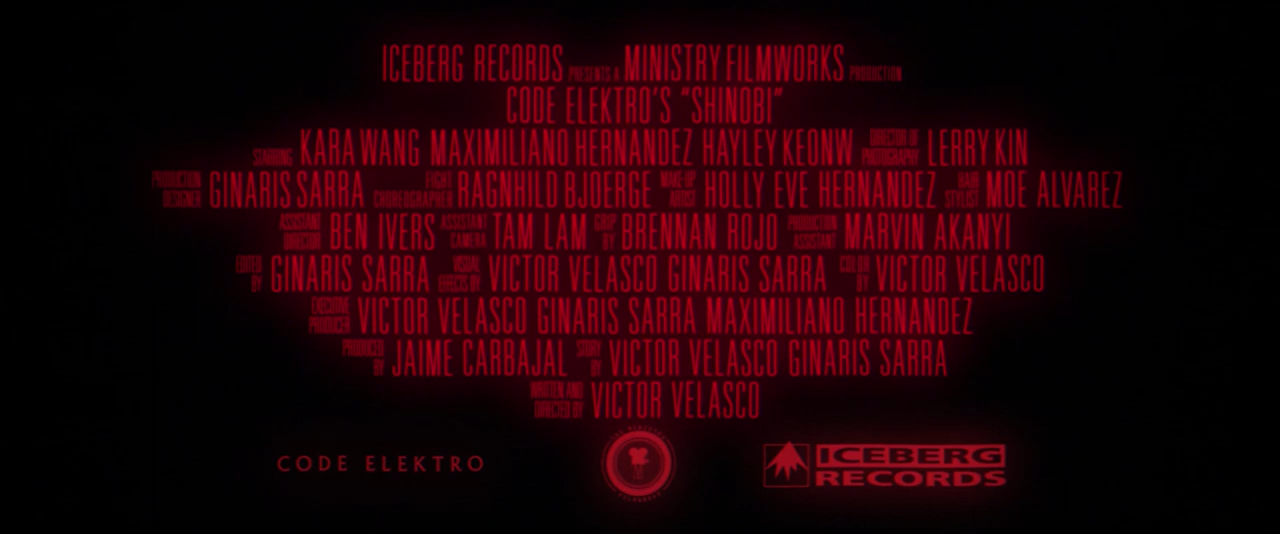 ICEBERG RECORDS PRESENTS A MINISTRY FILMWORKS PRODUCTION
CODE ELEKTRO'S "SHINOBI"
STARRING KARA WANG MAXIMILIANO HERNANDEZ HAYLEY KEONW DIRECTOR OF PHOTOGRAPHY LERRY KIN
PRODUCTION DESIGNER GINARIS SARRA FIGHT CHOREOGRAPHER RAGNHILD BJOERGE MAKE-UP ARTIST HOLLY EVE HERNANDEZ HAIR STYLIST MOE ALVAREZ
ASSISTANT DIRECTOR BEN IVERS ASSISTANT CAMERA TAM LAM GRIP BY BRENNAN ROJO PRODUCTION ASSISTANT MARVIN AKANYI
EDITED BY GINARIS SARRA VISUAL EFFECTS BY VICTOR VELASCO GINARIS SARRA COLOR BY VICTOR VELASCO
EXECUTIVE PRODUCER VICTOR VELASCO GINARIS SARRA MAXIMILIANO HERNANDEZ
PRODUCED BY JAIME CARBAJAL STORY BY VICTOR VELASCO GINARIS SARRA
WRITTEN AND DIRECTED BY VICTOR VELASCO
CODE ELEKTRO
ICEBERG
RECORDS